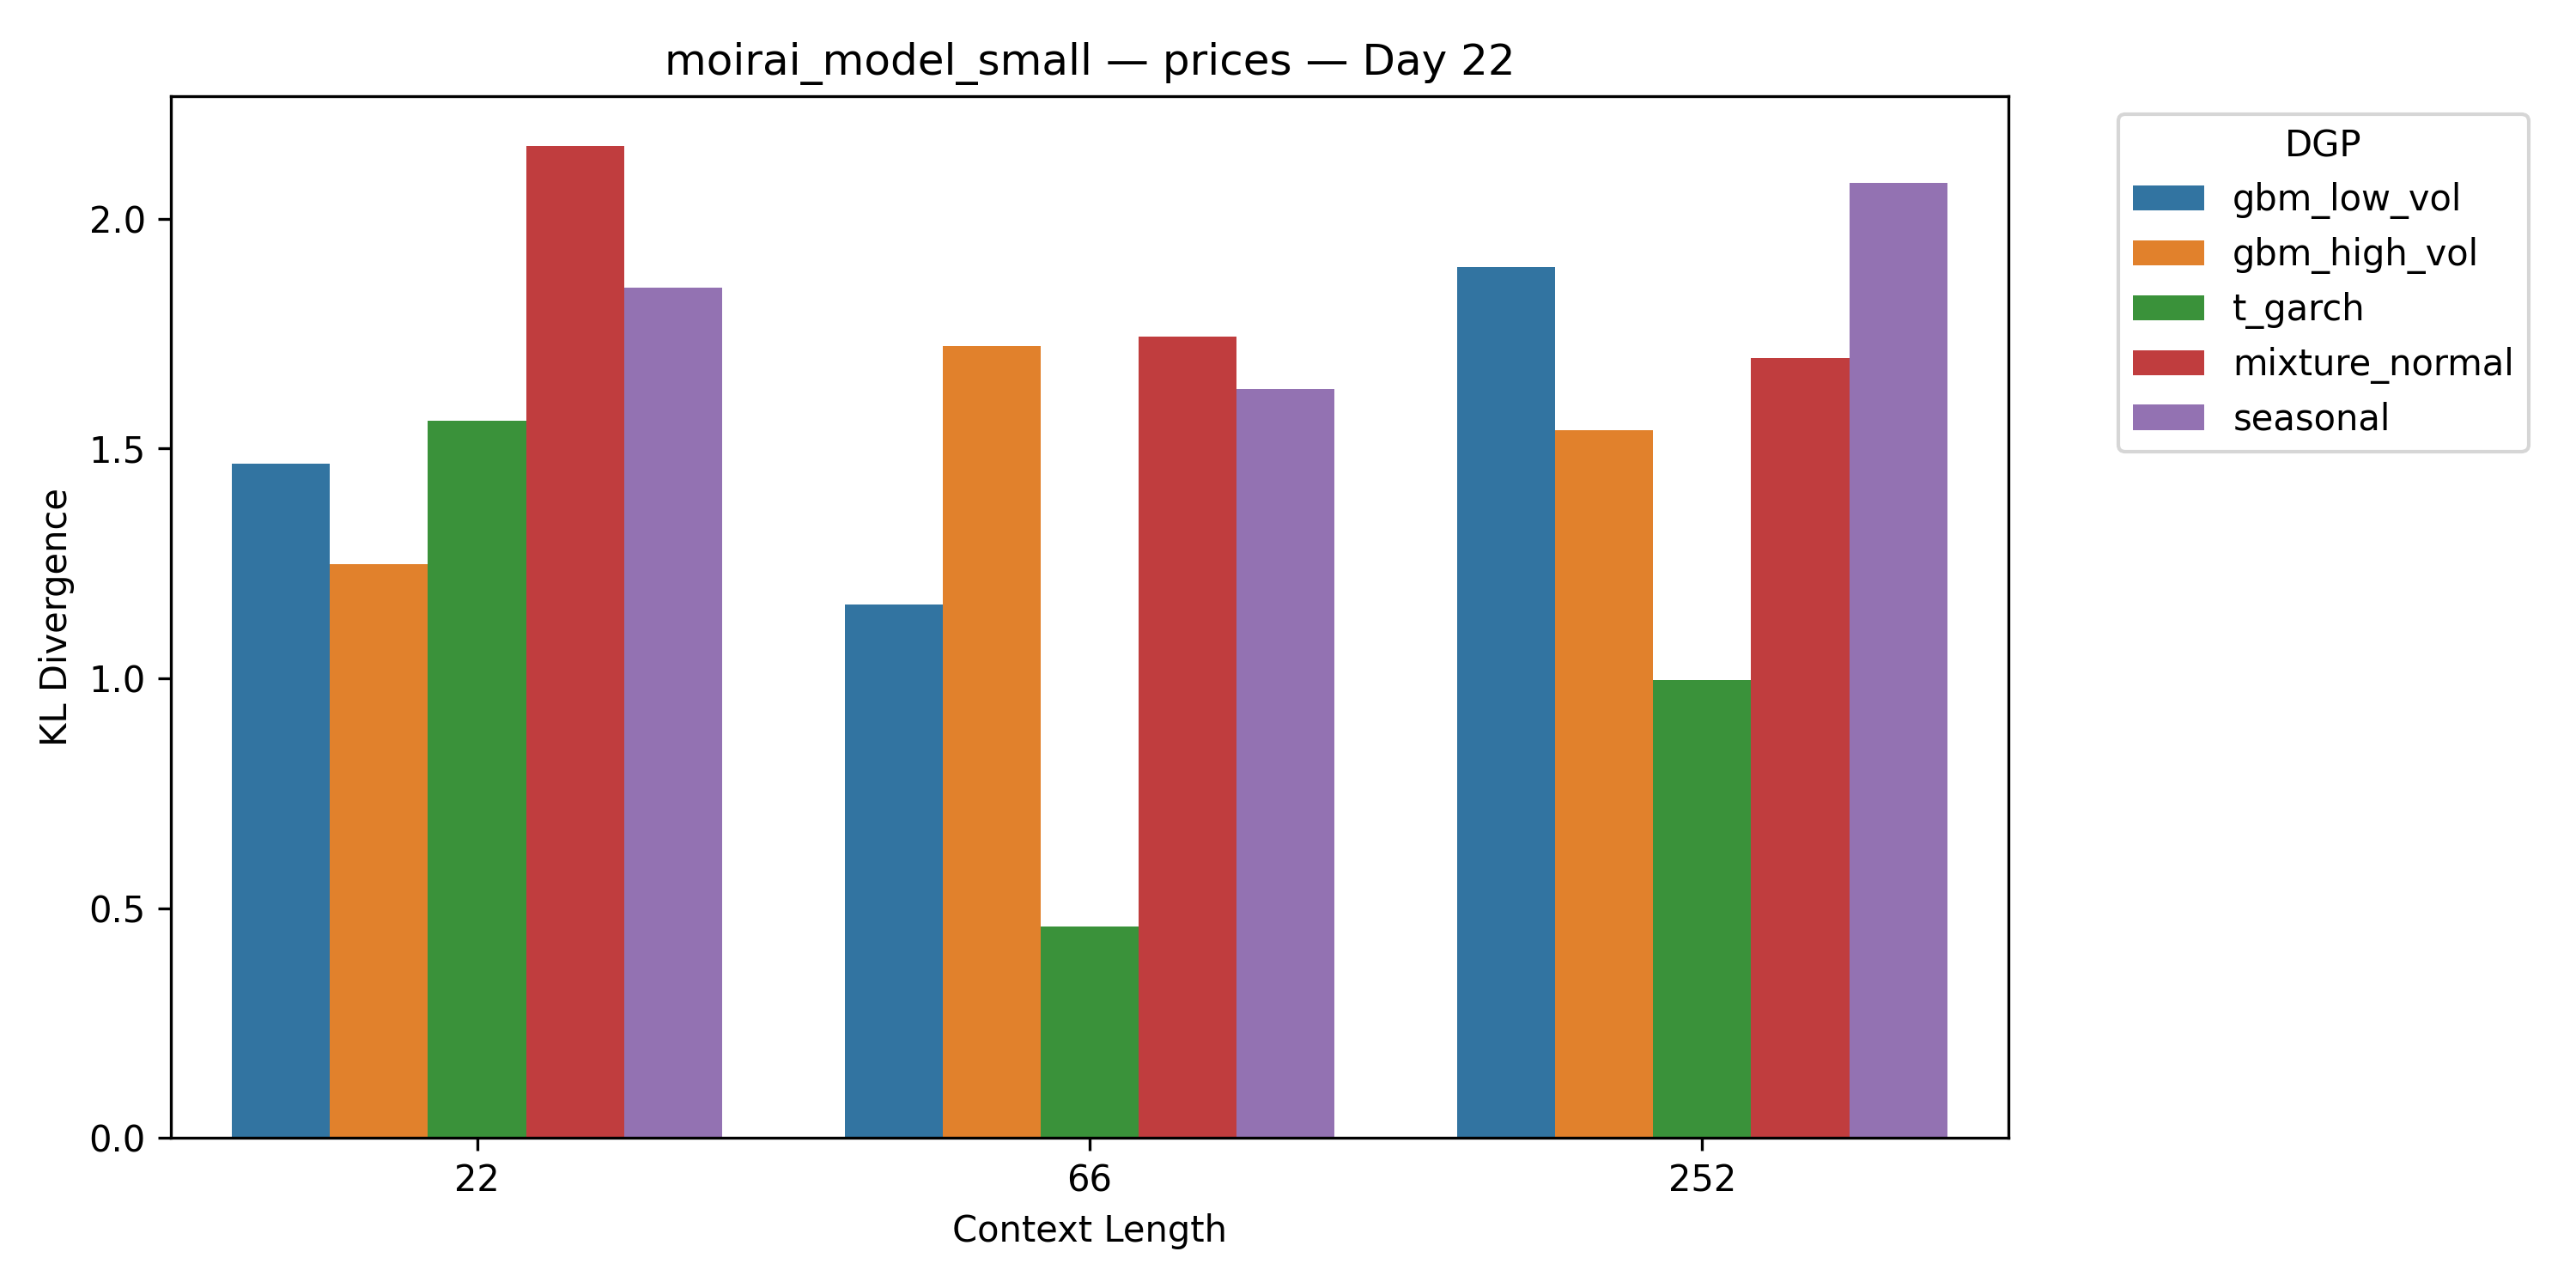 moirai_model_small — prices — Day 22
KL Divergence
2.0
1.5
1.0
0.5
0.0
22
66
252
Context Length
DGP
gbm_low_vol
gbm_high_vol
t_garch
mixture_normal
seasonal